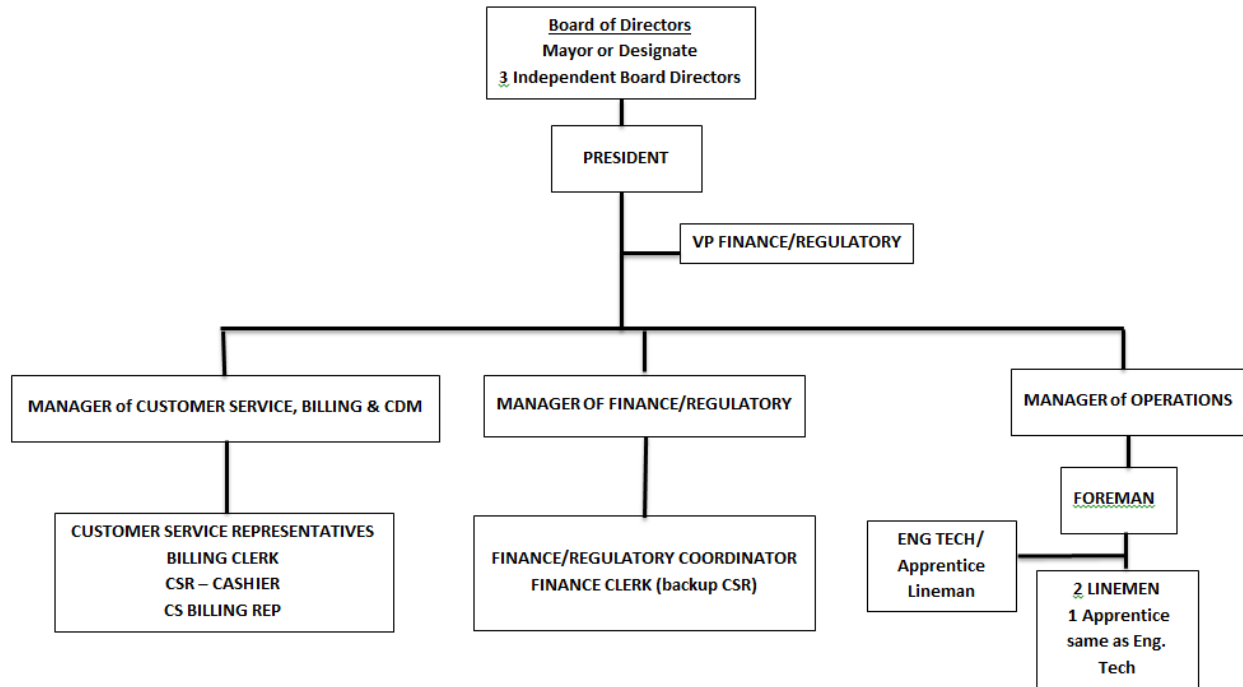 Board of Directors
Mayor or Designate
3 Independent Board Directors
PRESIDENT
VP FINANCE/REGULATORY
MANAGER of CUSTOMER SERVICE, BILLING & CDM
MANAGER OF FINANCE/REGULATORY
MANAGER of OPERATIONS
CUSTOMER SERVICE REPRESENTATIVES
BILLING CLERK
CSR – CASHIER
CS BILLING REP
FINANCE/REGULATORY COORDINATOR
FINANCE CLERK (backup CSR)
FOREMAN
ENG TECH/
Apprentice
Lineman
2 LINEMEN
1 Apprentice
same as Eng.
Tech